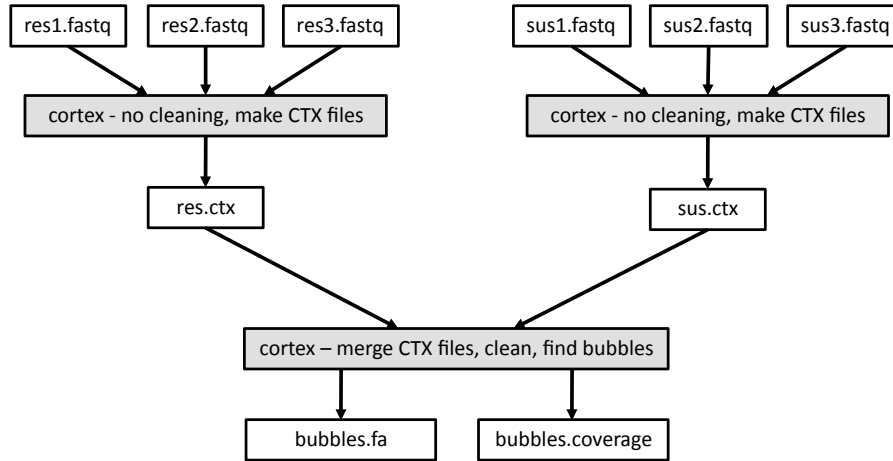 res1.fastq
res2.fastq
res3.fastq
sus1.fastq
sus2.fastq
sus3.fastq
cortex - no cleaning, make CTX files
cortex - no cleaning, make CTX files
res.ctx
sus.ctx
cortex – merge CTX files, clean, find bubbles
bubbles.fa
bubbles.coverage